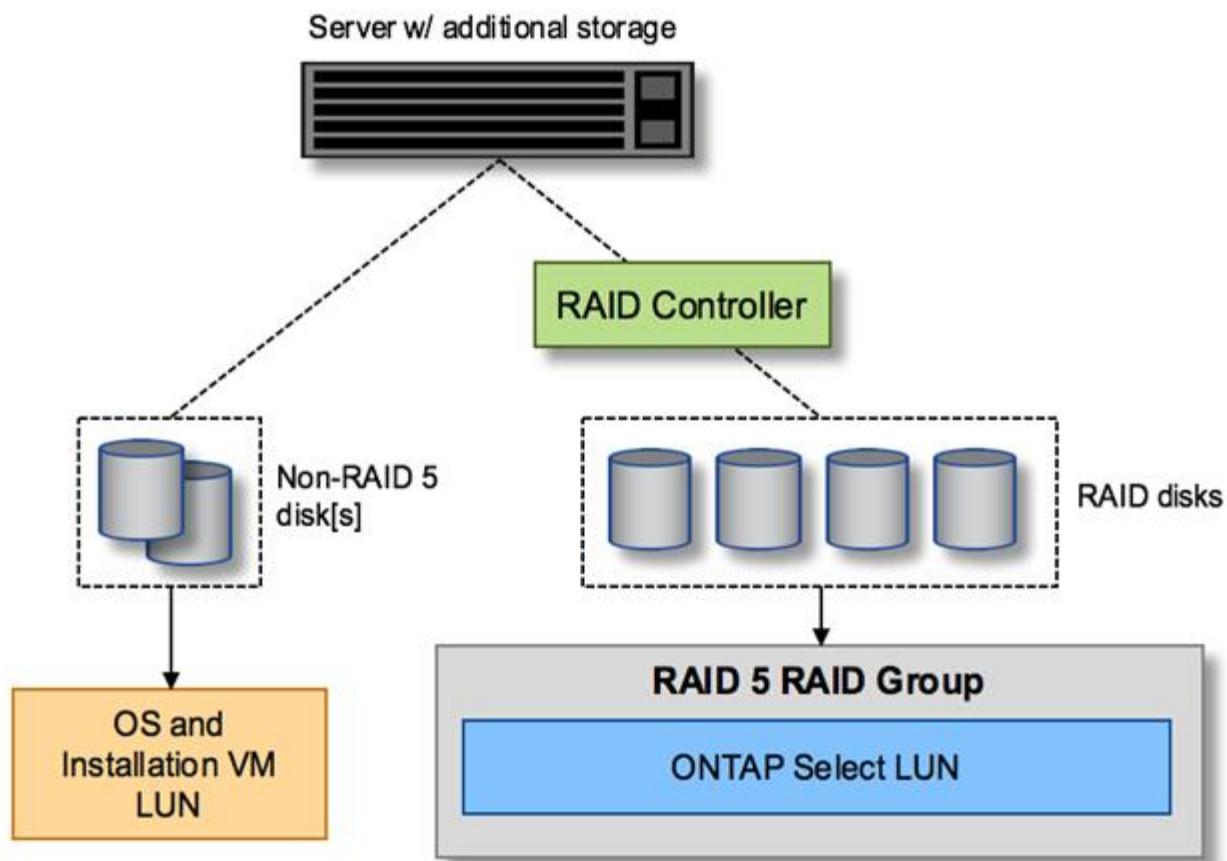 Server w/ additional storage
RAID Controller
Non-RAID 5
disk[s]
RAID disks
OS and
Installation VM
LUN
RAID 5 RAID Group
ONTAP Select LUN